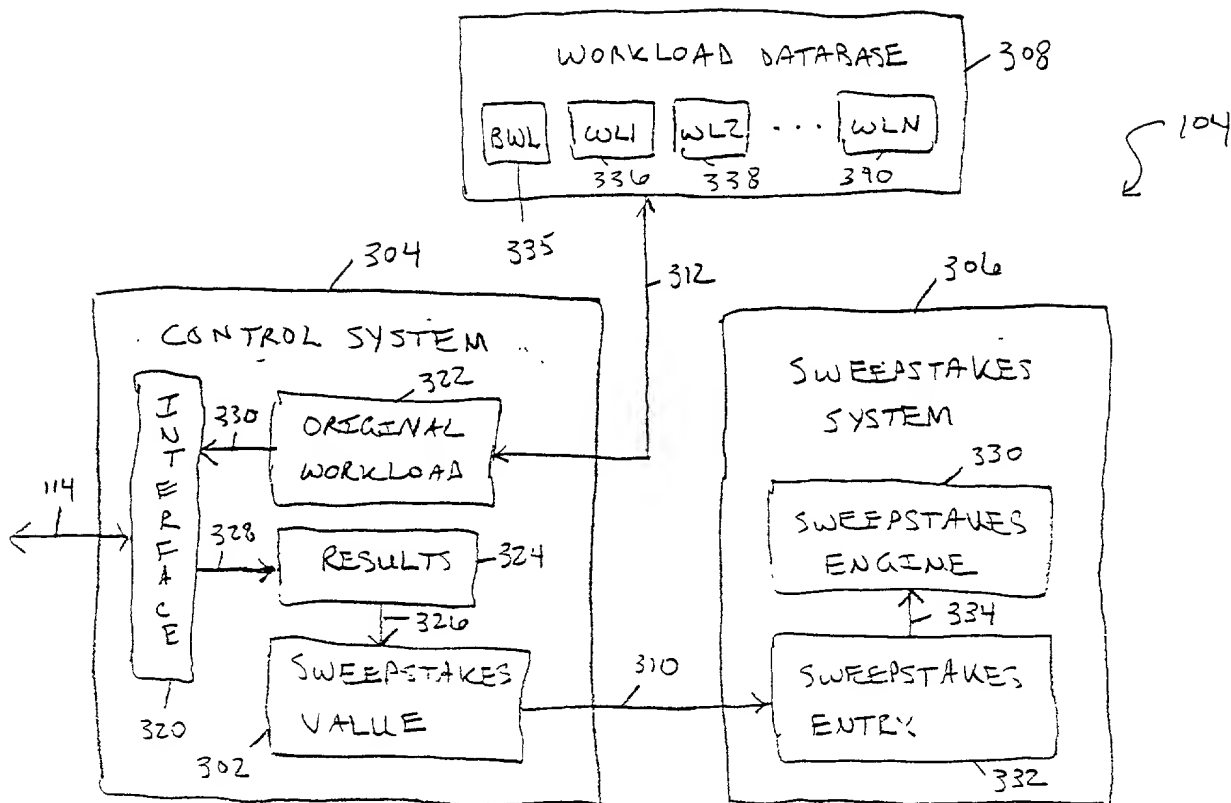 WORKLOAD DATABASE
308
BWL
WL1
WL2
...
WLN
336
338
390
104
335
304
312
306
CONTROL SYSTEM
SWEEPSTAKES
SYSTEM
322
INTERFACE
330
ORIGINAL
WORKLOAD
330
114
SWEEPSTAKES
ENGINE
328
RESULTS
324
326
334
SWEEPSTAKES
VALUE
310
SWEEPSTAKES
ENTRY
320
302
332